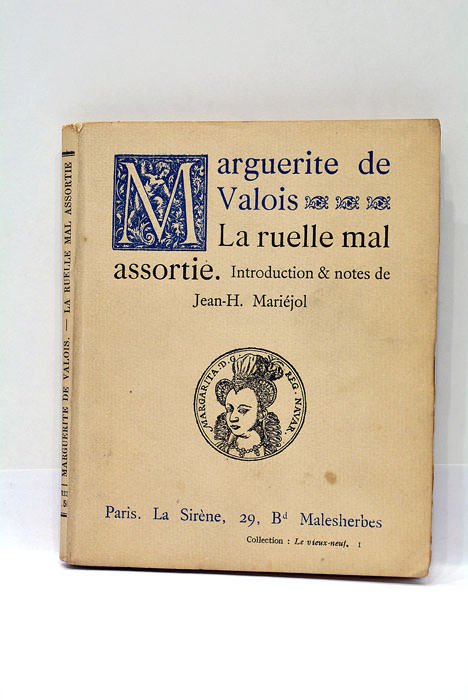 Marguerite de
Valois
La ruelle mal
assortie. Introduction & notes de
Jean-H. Mariéjol
MARGARITA · D · G · REG · NAVAR ·
Paris. La Sirène, 29, Bd Malesherbes
Collection : Le vieux-neuf. 1
MARGUERITE DE VALOIS. — LA RUELLE MAL ASSORTIE